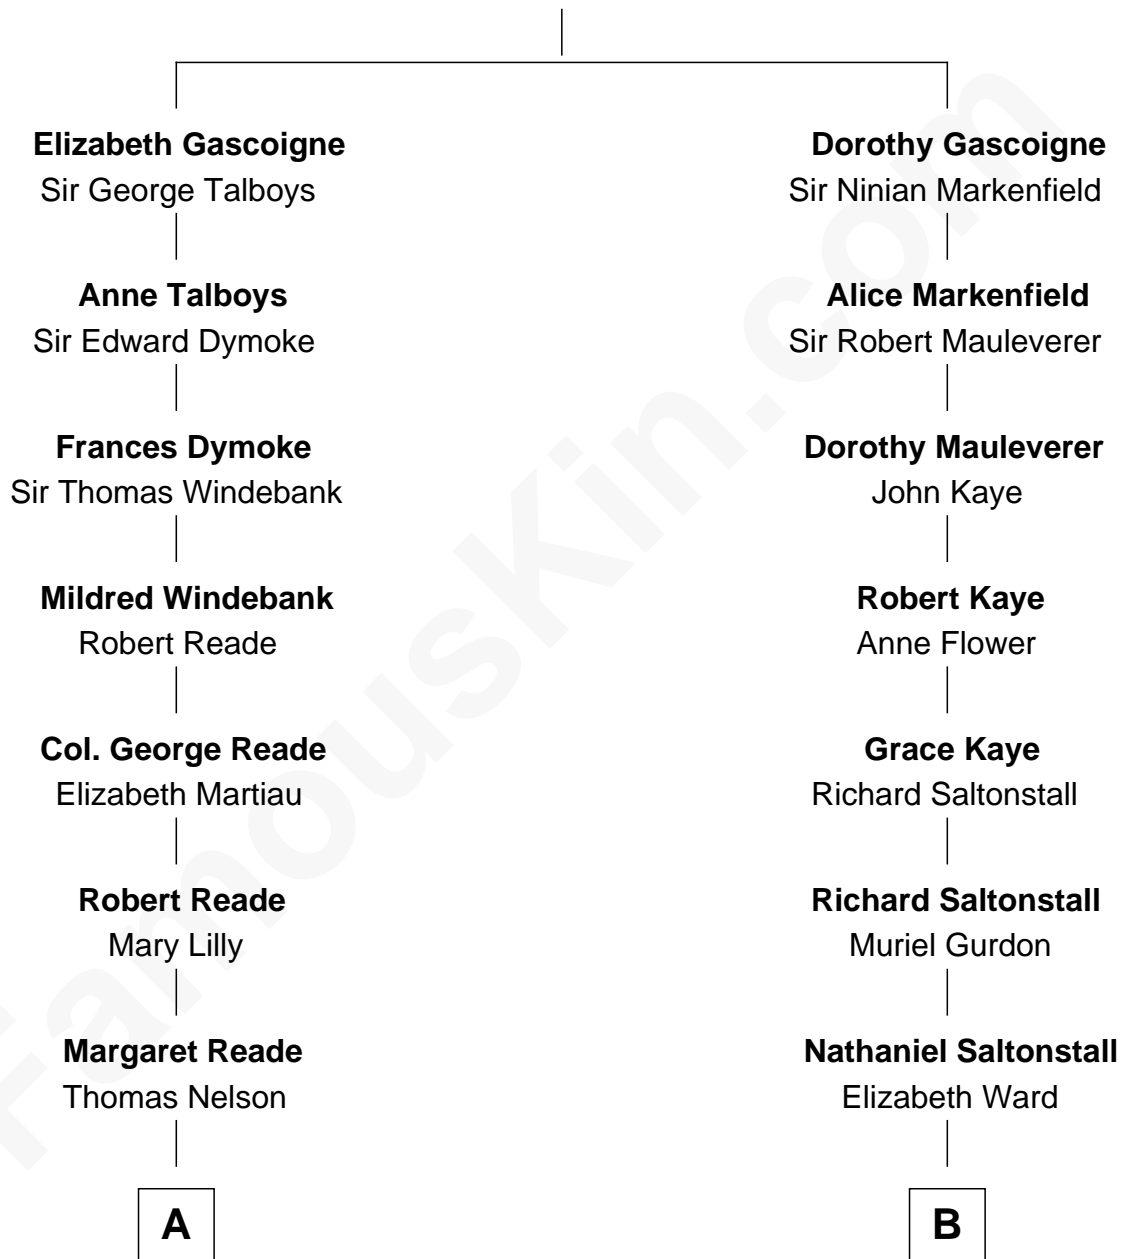 Elizabeth Gascoigne
Sir George Talboys
Anne Talboys
Sir Edward Dymoke
Frances Dymoke
Sir Thomas Windebank
Mildred Windebank
Robert Reade
Col. George Reade
Elizabeth Martiau
Robert Reade
Mary Lilly
Margaret Reade
Thomas Nelson
A
Dorothy Gascoigne
Sir Ninian Markenfield
Alice Markenfield
Sir Robert Mauleverer
Dorothy Mauleverer
John Kaye
Robert Kaye
Anne Flower
Grace Kaye
Richard Saltonstall
Richard Saltonstall
Muriel Gurdon
Nathaniel Saltonstall
Elizabeth Ward
B
FamousKin.com